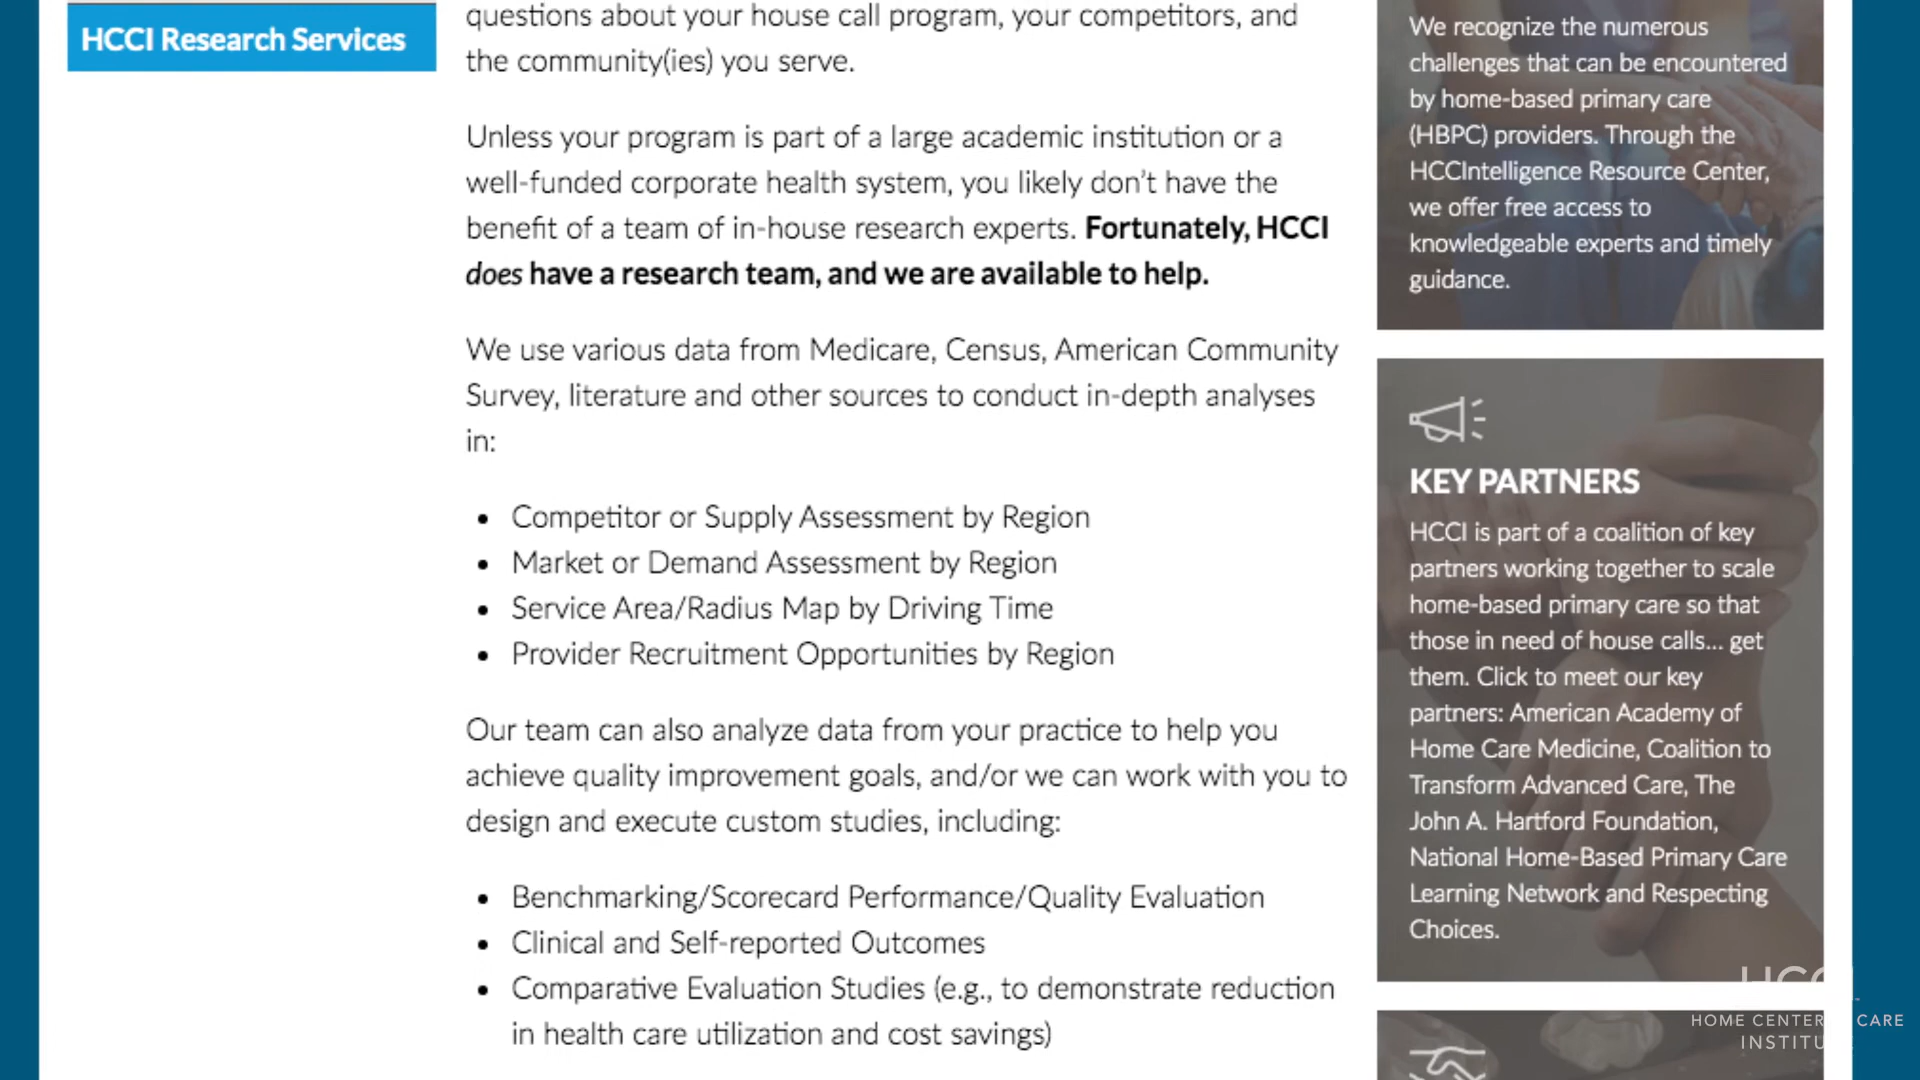 HCCI Research Services
questions about your house call program, your competitors, and
the community(ies) you serve.
Unless your program is part of a large academic institution or a
well-funded corporate health system, you likely don't have the
benefit of a team of in-house research experts. Fortunately, HCCI
does have a research team, and we are available to help.
We use various data from Medicare, Census, American Community
Survey, literature and other sources to conduct in-depth analyses
in:
• Competitor or Supply Assessment by Region
• Market or Demand Assessment by Region
• Service Area/Radius Map by Driving Time
• Provider Recruitment Opportunities by Region
Our team can also analyze data from your practice to help you
achieve quality improvement goals, and/or we can work with you to
design and execute custom studies, including:
• Benchmarking/Scorecard Performance/Quality Evaluation
• Clinical and Self-reported Outcomes
• Comparative Evaluation Studies (e.g., to demonstrate reduction
in health care utilization and cost savings)
We recognize the numerous
challenges that can be encountered
by home-based primary care
(HBPC) providers. Through the
HCCIntelligence Resource Center,
we offer free access to
knowledgeable experts and timely
guidance.
KEY PARTNERS
HCCI is part of a coalition of key
partners working together to scale
home-based primary care so that
those in need of house calls... get
them. Click to meet our key
partners: American Academy of
Home Care Medicine, Coalition to
Transform Advanced Care, The
John A. Hartford Foundation,
National Home-Based Primary Care
Learning Network and Respecting
Choices.
HCCI
HOME CENTERED CARE
INSTITUTE